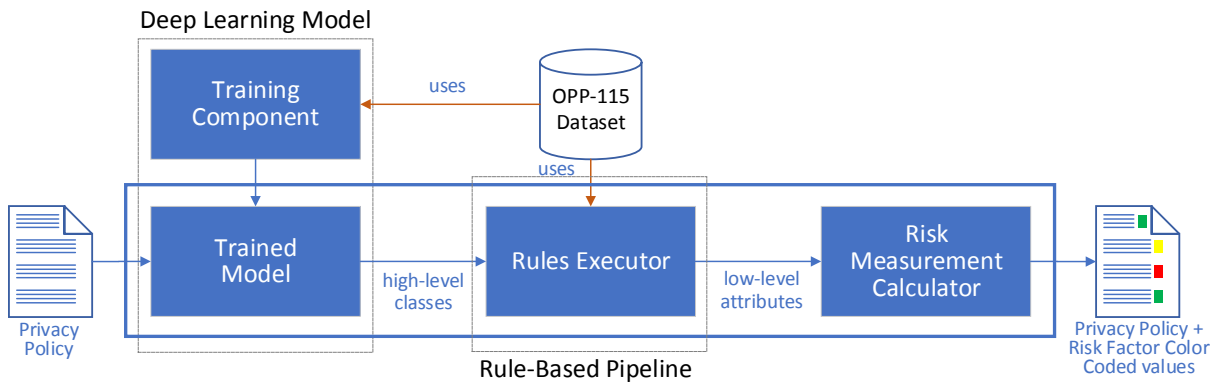 Deep Learning Model
Training
Component
uses
OPP-115
Dataset
uses
Trained
Model
high-level
classes
Rules Executor
low-level
attributes
Risk
Measurement
Calculator
Privacy
Policy
Rule-Based Pipeline
Privacy Policy +
Risk Factor Color
Coded values